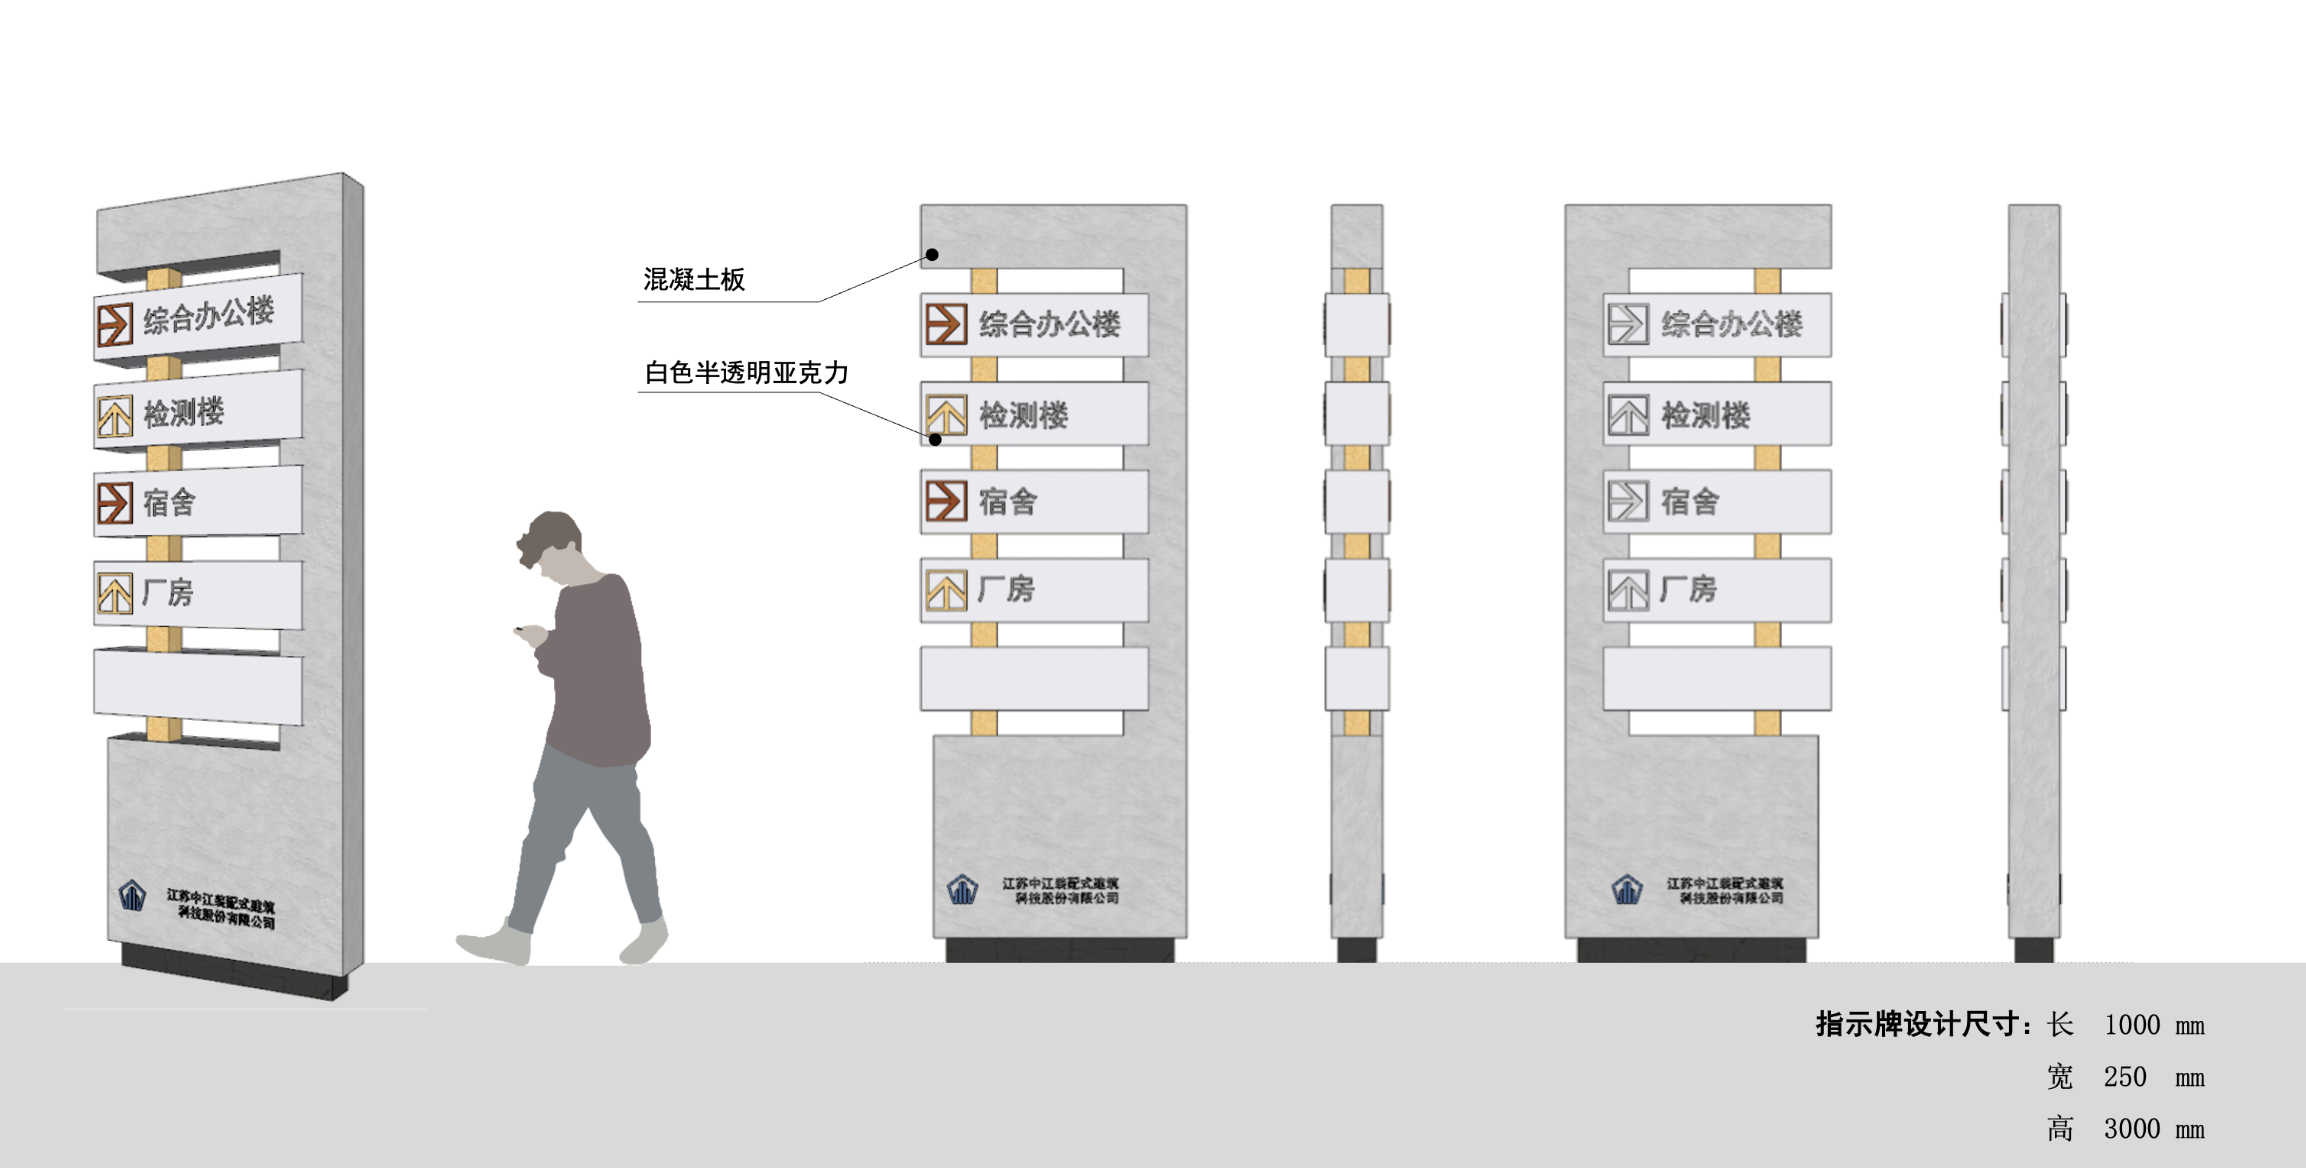 综合办公楼
检测楼
宿舍
厂房
江苏中江装配式建筑
科技股份有限公司
混凝土板
白色半透明亚克力
综合办公楼
检测楼
宿舍
厂房
江苏中江装配式建筑
科技股份有限公司
综合办公楼
检测楼
宿舍
厂房
江苏中江装配式建筑
科技股份有限公司
指示牌设计尺寸：长 1000 mm
宽 250 mm
高 3000 mm